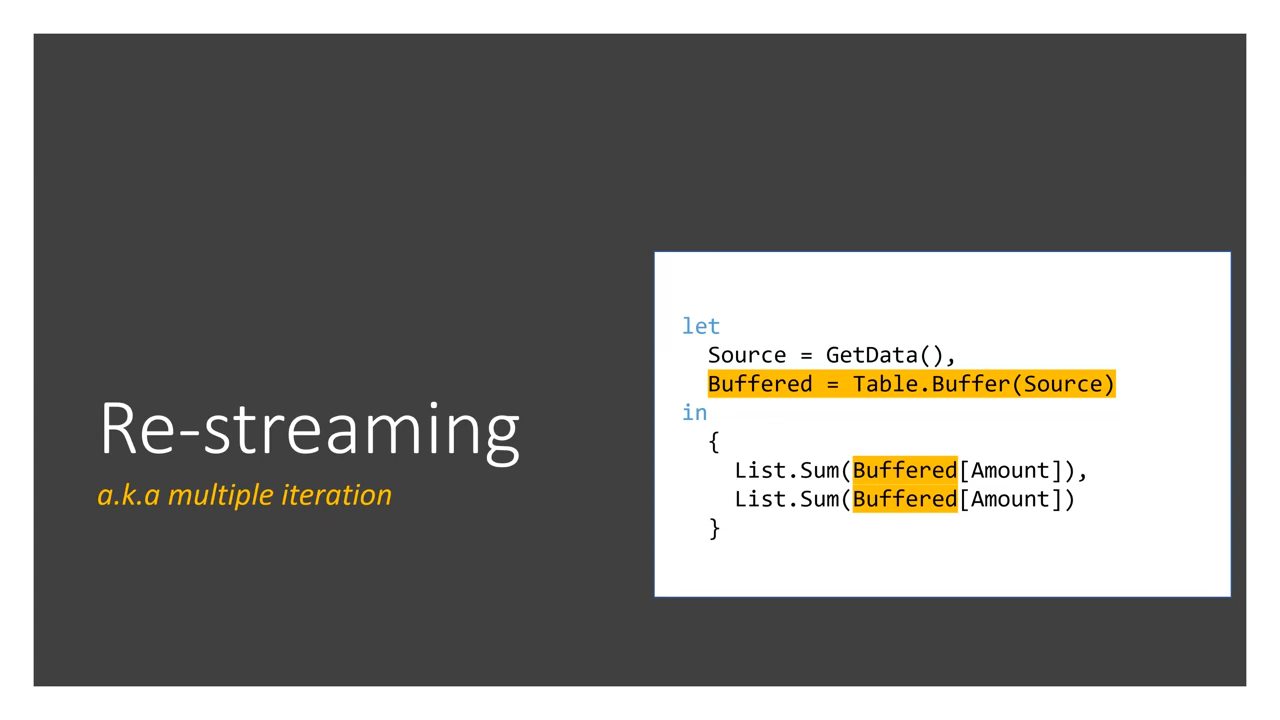 Re-streaming
a.k.a multiple iteration
let
  Source = GetData(),
  Buffered = Table.Buffer(Source)
in
  {
    List.Sum(Buffered[Amount]),
    List.Sum(Buffered[Amount])
  }